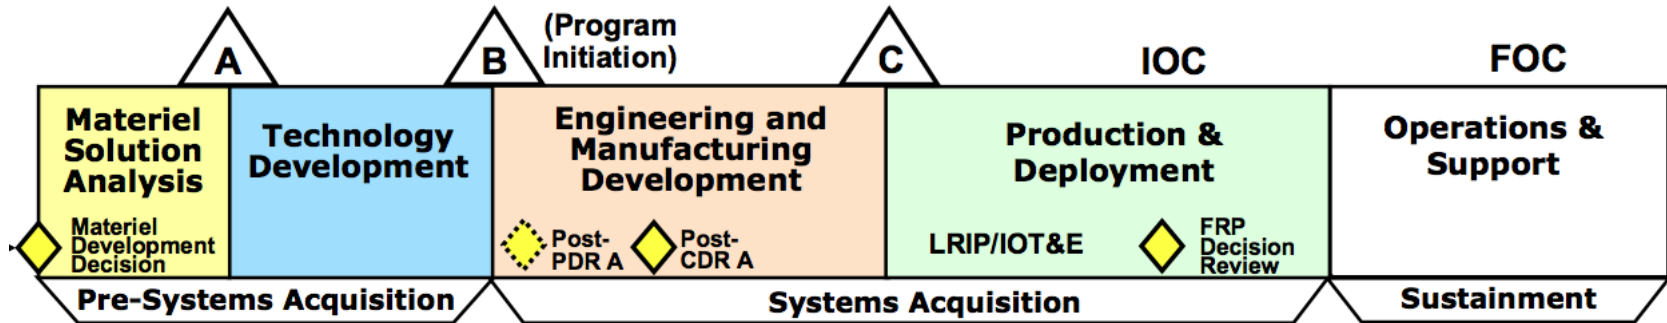 A
B
(Program
Initiation)
C
IOC
FOC
Materiel
Solution
Analysis
Technology
Development
Engineering and
Manufacturing
Development
Production &
Deployment
Operations &
Support
Materiel
Development
Decision
Post-
PDR A
Post-
CDR A
LRIP/IOT&E
FRP
Decision
Review
Pre-Systems Acquisition
Systems Acquisition
Sustainment